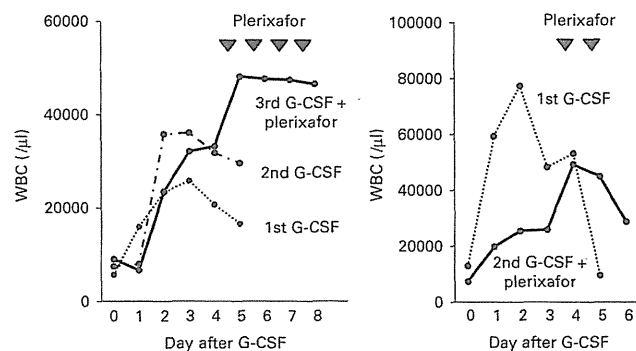 Plerixafor
60000
40000
20000
0
WBC (/μl)
3rd G-CSF +
plerixafor
2nd G-CSF
1st G-CSF
0 1 2 3 4 5 6 7 8
Day after G-CSF
Plerixafor
100000
80000
60000
40000
20000
0
WBC (/μl)
1st G-CSF
2nd G-CSF +
plerixafor
0 1 2 3 4 5 6
Day after G-CSF